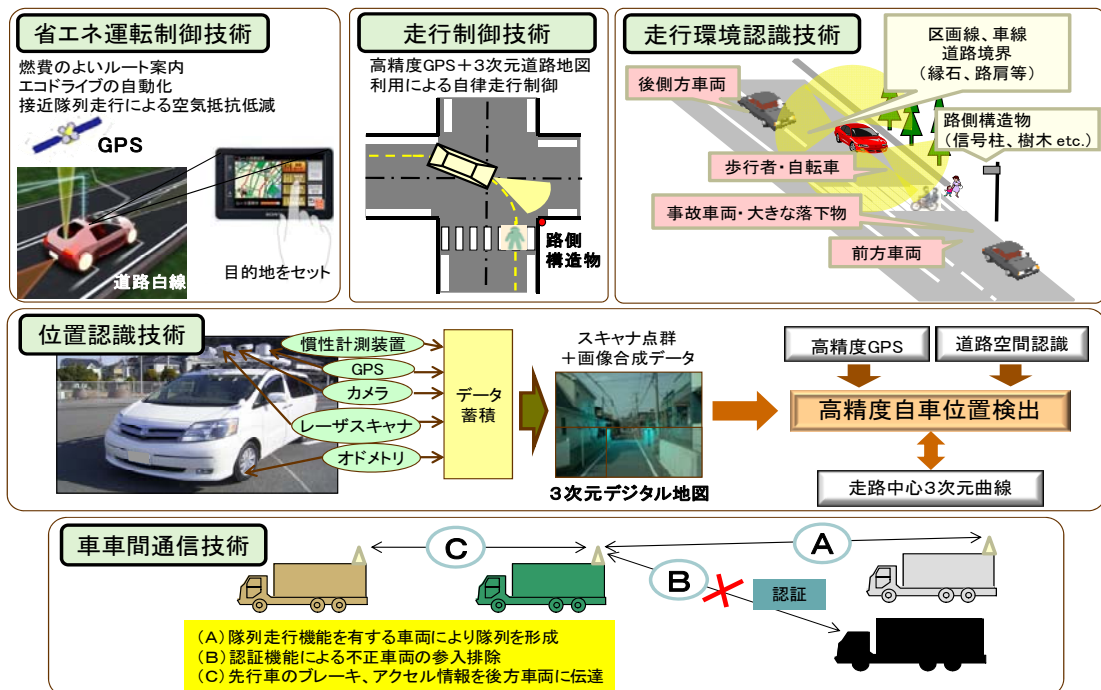 省エネ運転制御技術
燃費のよいルート案内
エコドライブの自動化
接近隊列走行による空気抵抗低減
GPS
道路白線
目的地をセット
走行制御技術
高精度GPS+3次元道路地図
利用による自律走行制御
路側
構造物
走行環境認識技術
区画線、車線
道路境界
(縁石、路肩等)
後側方車両
路側構造物
(信号柱、樹木 etc.)
歩行者・自転車
事故車両・大きな落下物
前方車両
位置認識技術
慣性計測装置
GPS
カメラ
レーザスキャナ
オドメトリ
データ
蓄積
スキャナ点群
+画像合成データ
3次元デジタル地図
高精度GPS
道路空間認識
高精度自車位置検出
走路中心3次元曲線
車車間通信技術
C
A
B
認証
(A)隊列走行機能を有する車両により隊列を形成
(B)認証機能による不正車両の参入排除
(C)先行車のブレーキ、アクセル情報を後方車両に伝達